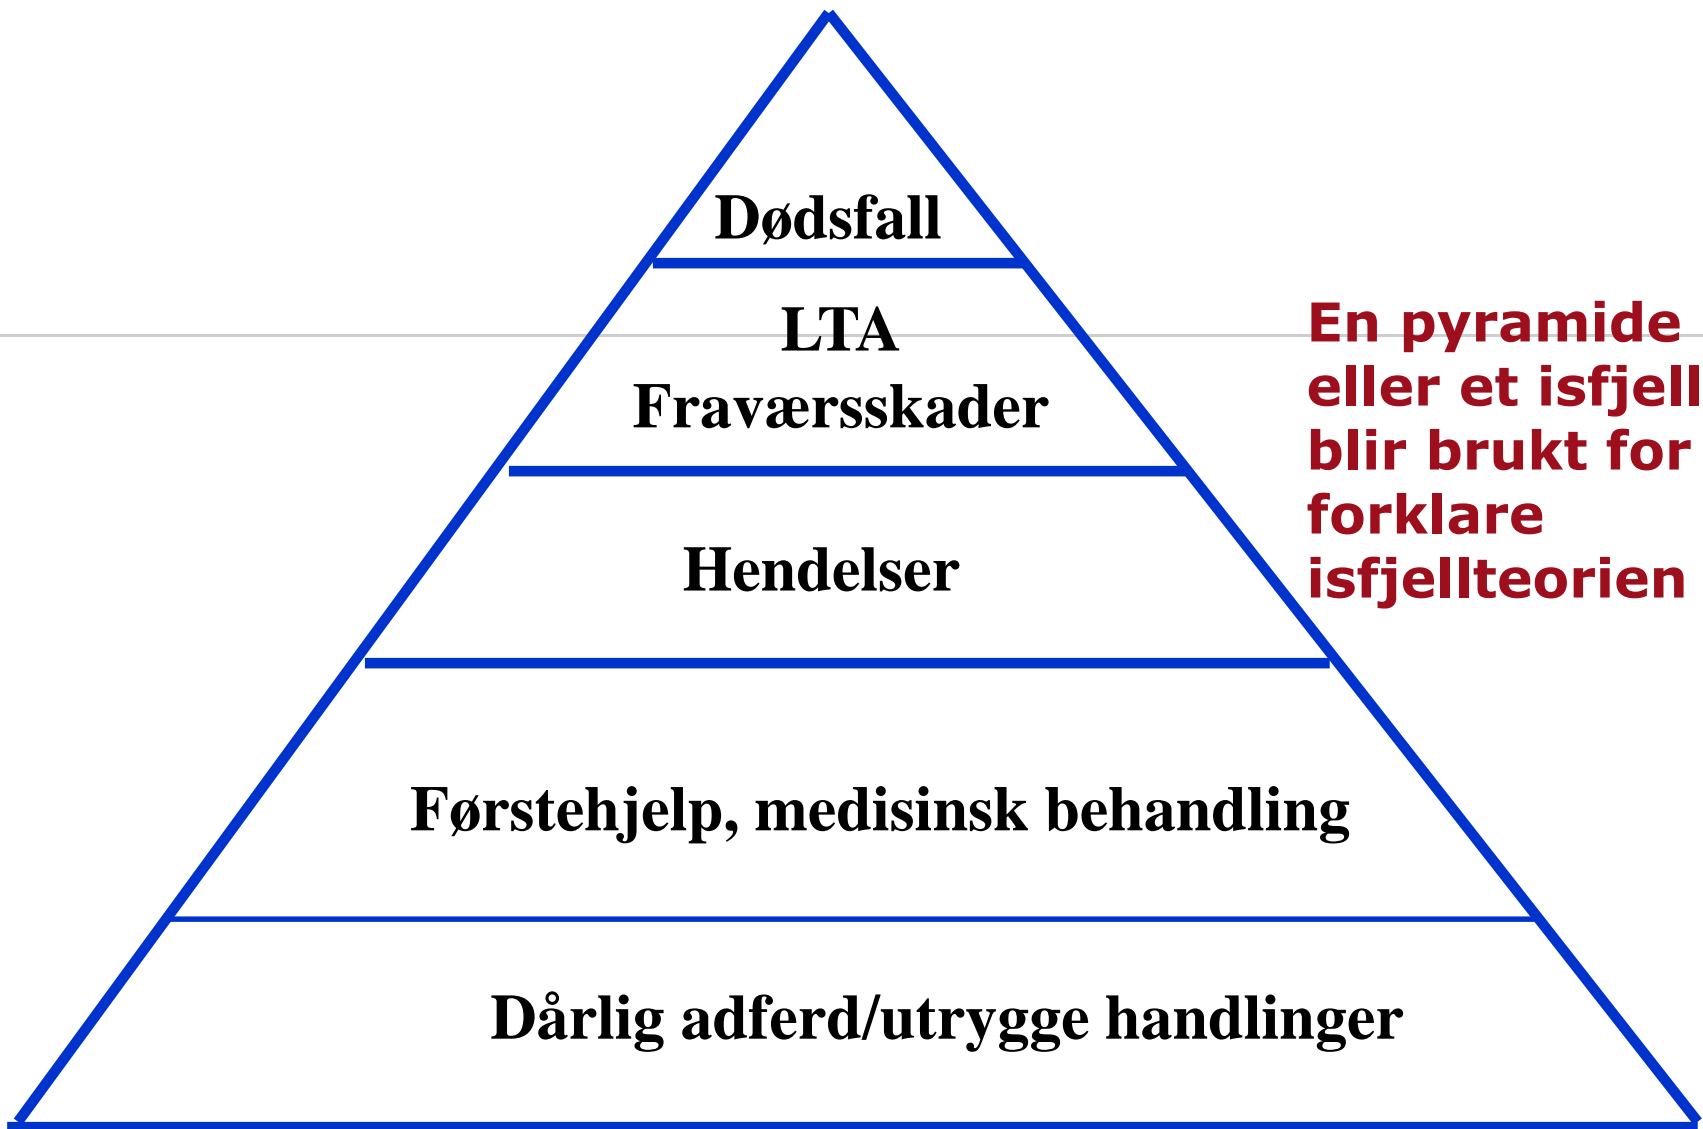 Dødsfall
LTA
Fraværsskader
Hendelser
Førstehjelp, medisinsk behandling
Dårlig adferd/utrygge handlinger
En pyramide
eller et isfjell
blir brukt for
forklare
isfjellteorien